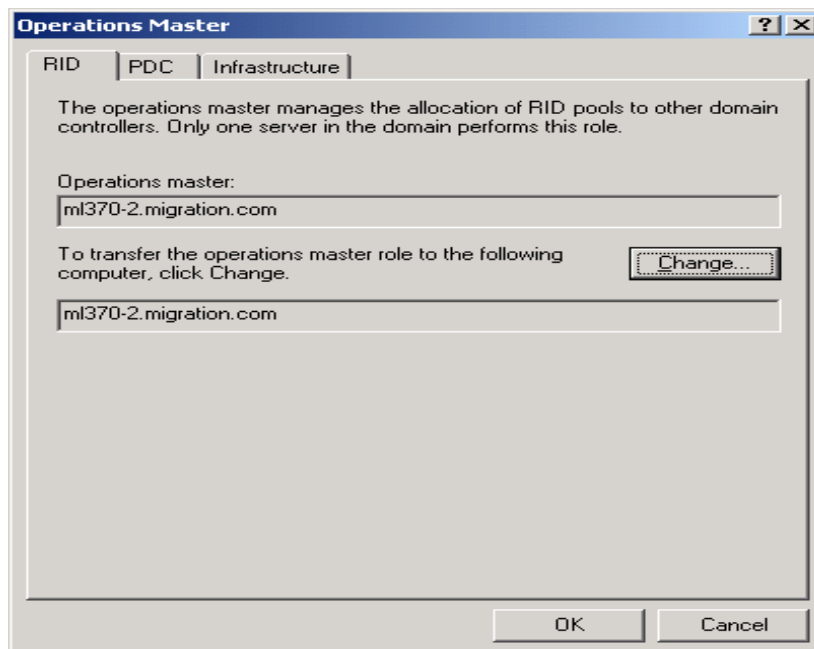 Operations Master
RID PDC Infrastructure
The operations master manages the allocation of RID pools to other domain
controllers. Only one server in the domain performs this role.
Operations master:
ml370-2.migration.com
To transfer the operations master role to the following
computer, click Change.
Change...
ml370-2.migration.com
OK Cancel